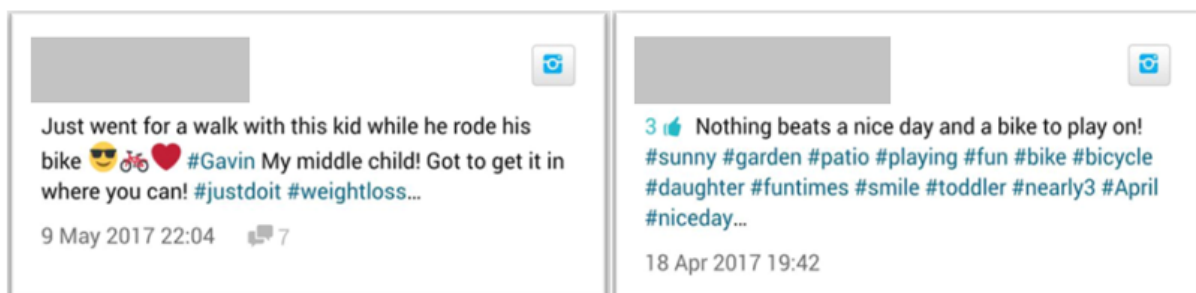 Just went for a walk with this kid while he rode his
bike 😎🚲❤️ #Gavin My middle child! Got to get it in
where you can! #justdoit #weightloss...
9 May 2017 22:04 7
3 Nothing beats a nice day and a bike to play on!
#sunny #garden #patio #playing #fun #bike #bicycle
#daughter #funtimes #smile #toddler #nearly3 #April
#niceday...
18 Apr 2017 19:42